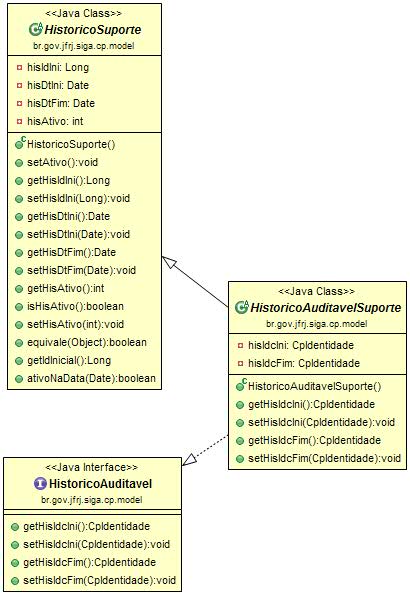 <<Java Class>>
HistoricoSuporte
br.gov.jfrj.siga.cp.model
hisIdIni: Long
hisDtIni: Date
hisDtFim: Date
hisAtivo: int
HistoricoSuporte()
setAtivo():void
getHisIdIni():Long
setHisIdIni(Long):void
getHisDtIni():Date
setHisDtIni(Date):void
getHisDtFim():Date
setHisDtFim(Date):void
getHisAtivo():int
isHisAtivo():boolean
setHisAtivo(int):void
equivale(Object):boolean
getIdInicial():Long
ativoNaData(Date):boolean
<<Java Class>>
HistoricoAuditavelSuporte
br.gov.jfrj.siga.cp.model
hisIdcIni: CpIdentidade
hisIdcFim: CpIdentidade
HistoricoAuditavelSuporte()
getHisIdcIni():CpIdentidade
setHisIdcIni(CpIdentidade):void
getHisIdcFim():CpIdentidade
setHisIdcFim(CpIdentidade):void
<<Java Interface>>
HistoricoAuditavel
br.gov.jfrj.siga.cp.model
getHisIdcIni():CpIdentidade
setHisIdcIni(CpIdentidade):void
getHisIdcFim():CpIdentidade
setHisIdcFim(CpIdentidade):void